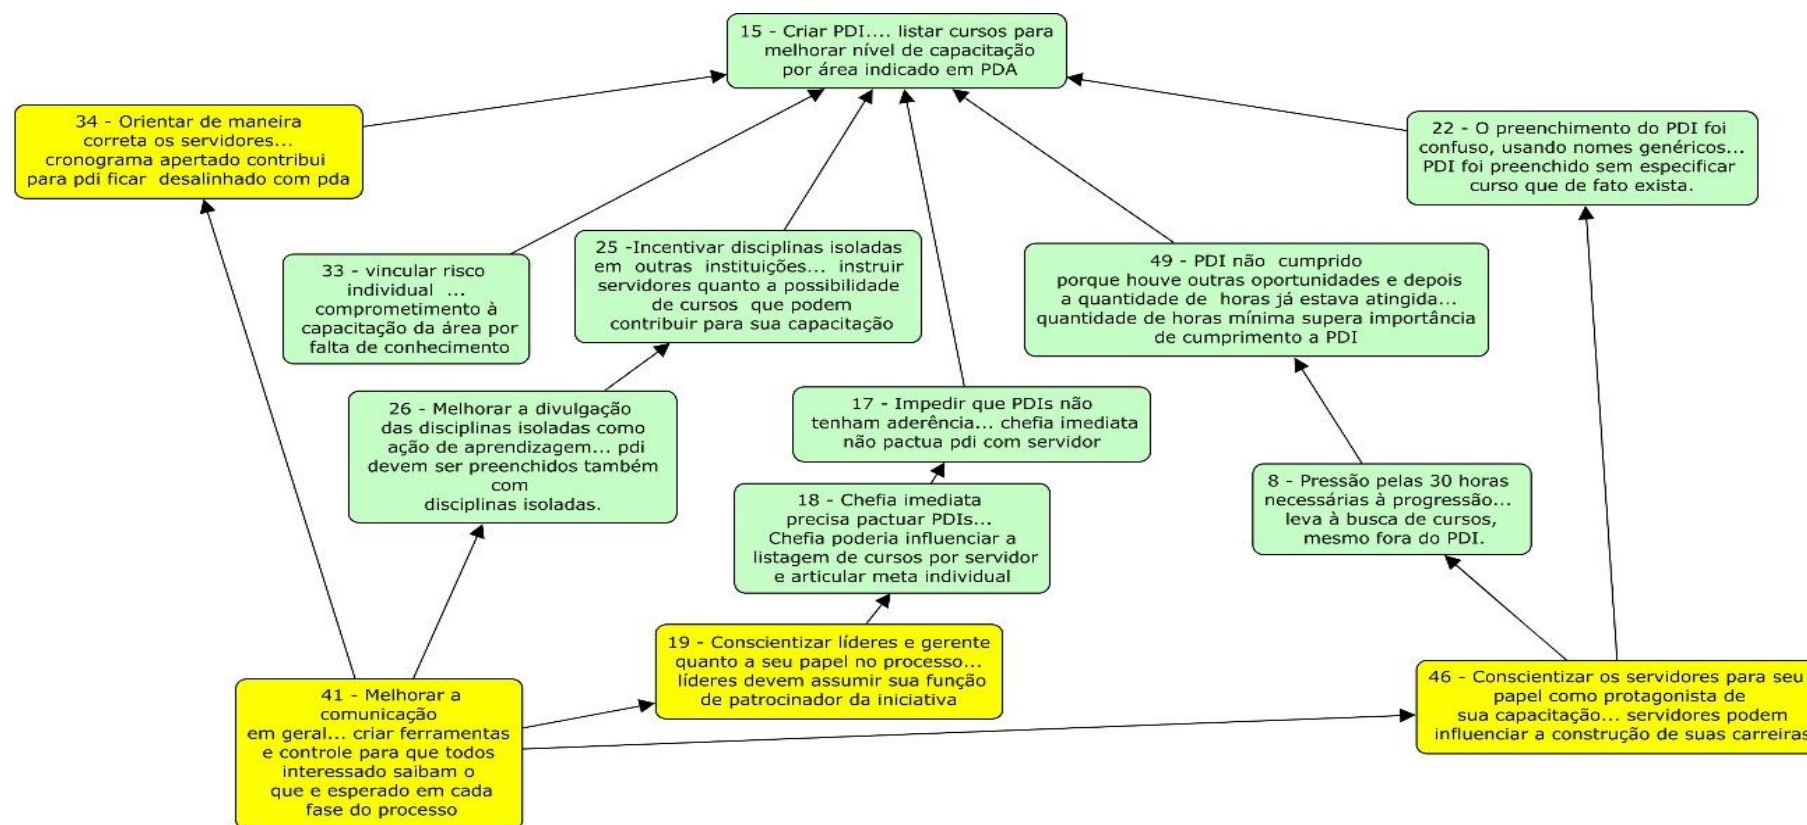 15 - Criar PDI.... listar cursos para
melhorar nível de capacitação
por área indicado em PDA
34 - Orientar de maneira
correta os servidores...
cronograma apertado contribui
para pdi ficar desalinhado com pda
22 - O preenchimento do PDI foi
confuso, usando nomes genéricos...
PDI foi preenchido sem especificar
curso que de fato exista.
33 - vincular risco
individual ...
comprometimento à
capacitação da área por
falta de conhecimento
25 -Incentivar disciplinas isoladas
em outras instituições... instruir
servidores quanto a possibilidade
de cursos que podem
contribuir para sua capacitação
49 - PDI não cumprido
porque houve outras oportunidades e depois
a quantidade de horas já estava atingida...
quantidade de horas mínima supera importância
de cumprimento a PDI
26 - Melhorar a divulgação
das disciplinas isoladas como
ação de aprendizagem... pdi
devem ser preenchidos também
com
disciplinas isoladas.
17 - Impedir que PDIs não
tenham aderência... chefia imediata
não pactua pdi com servidor
18 - Chefia imediata
precisa pactuar PDIs...
Chefia poderia influenciar a
listagem de cursos por servidor
e articular meta individual
8 - Pressão pelas 30 horas
necessárias à progressão...
leva à busca de cursos,
mesmo fora do PDI.
19 - Conscientizar líderes e gerente
quanto a seu papel no processo...
líderes devem assumir sua função
de patrocinador da iniciativa
41 - Melhorar a
comunicação
em geral... criar ferramentas
e controle para que todos
interessado saibam o
que e esperado em cada
fase do processo
46 - Conscientizar os servidores para seu
papel como protagonista de
sua capacitação... servidores podem
influenciar a construção de suas carreiras